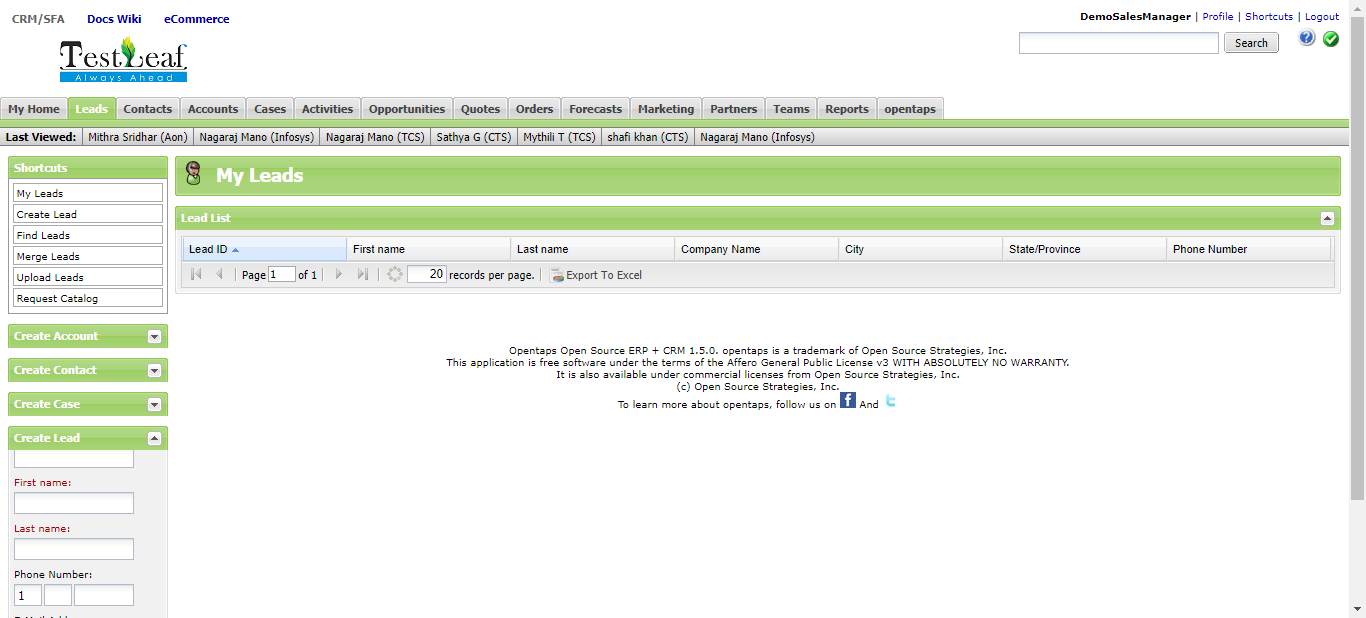 CRM/SFA Docs Wiki eCommerce
DemoSalesManager | Profile | Shortcuts | Logout
TestLeaf
Always Ahead
Search
My Home Leads Contacts Accounts Cases Activities Opportunities Quotes Orders Forecasts Marketing Partners Teams Reports opentaps
Last Viewed: Mithra Sridhar (Aon) Nagaraj Mano (Infosys) Nagaraj Mano (TCS) Sathya G (CTS) Mythili T (TCS) shafi khan (CTS) Nagaraj Mano (Infosys)
Shortcuts
My Leads
Create Lead
Find Leads
Merge Leads
Upload Leads
Request Catalog
Create Account
Create Contact
Create Case
Create Lead
First name:
Last name:
Phone Number:
1
My Leads
Lead List
Lead ID First name Last name Company Name City State/Province Phone Number
Page 1 of 1 20 records per page. Export To Excel
Opentaps Open Source ERP + CRM 1.5.0. opentaps is a trademark of Open Source Strategies, Inc.
This application is free software under the terms of the Affero General Public License v3 WITH ABSOLUTELY NO WARRANTY.
It is also available under commercial licenses from Open Source Strategies, Inc.
(c) Open Source Strategies, Inc.
To learn more about opentaps, follow us on f And t